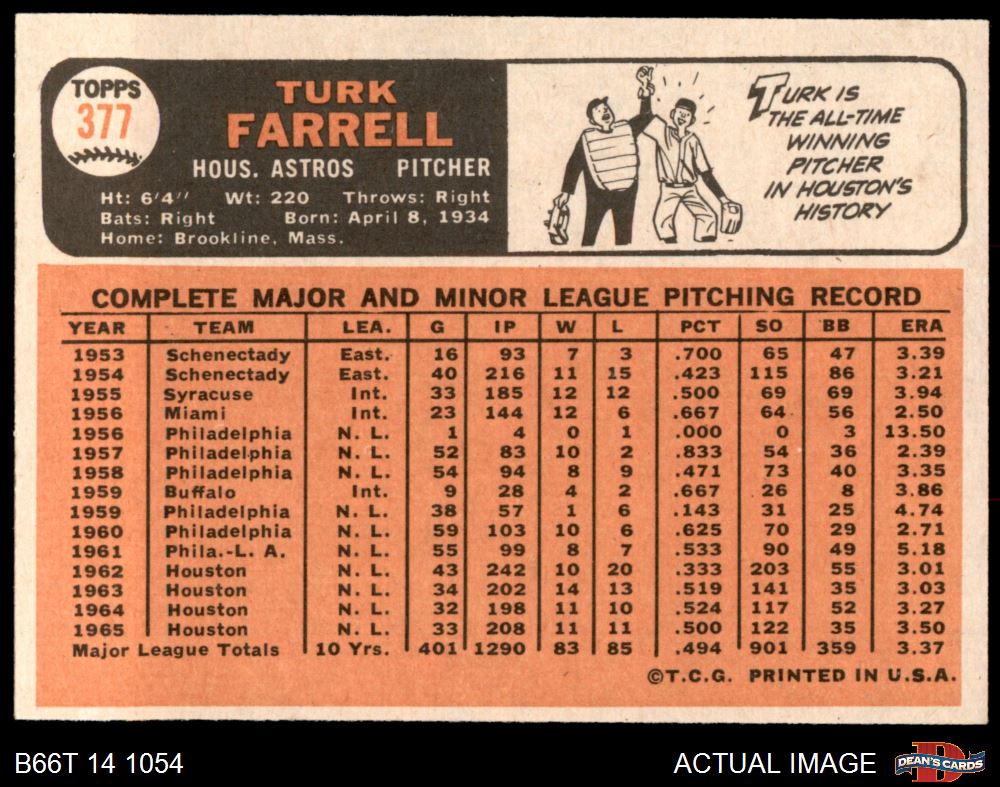 TOPPS
377
TURK
FARRELL
HOUS. ASTROS PITCHER
Ht: 6'4" Wt: 220 Throws: Right
Bats: Right Born: April 8, 1934
Home: Brookline, Mass.
TURK IS
THE ALL-TIME
WINNING
PITCHER
IN HOUSTON'S
HISTORY
COMPLETE MAJOR AND MINOR LEAGUE PITCHING RECORD
YEAR TEAM LEA. G IP W L PCT SO BB ERA
1953 Schenectady East. 16 93 7 3 .700 65 47 3.39
1954 Schenectady East. 40 216 11 15 .423 115 86 3.21
1955 Syracuse Int. 33 185 12 12 .500 69 69 3.94
1956 Miami Int. 23 144 12 6 .667 64 56 2.50
1956 Philadelphia N. L. 1 4 0 1 .000 0 3 13.50
1957 Philadelphia N. L. 52 83 10 2 .833 54 36 2.39
1958 Philadelphia N. L. 54 94 8 9 .471 73 40 3.35
1959 Buffalo Int. 9 28 4 2 .667 26 8 3.86
1959 Philadelphia N. L. 38 57 1 6 .143 31 25 4.74
1960 Philadelphia N. L. 59 103 10 6 .625 70 29 2.71
1961 Phila.-L. A. N. L. 55 99 8 7 .533 90 49 5.18
1962 Houston N. L. 43 242 10 20 .333 203 55 3.01
1963 Houston N. L. 34 202 14 13 .519 141 35 3.03
1964 Houston N. L. 32 198 11 10 .524 117 52 3.27
1965 Houston N. L. 33 208 11 11 .500 122 35 3.50
Major League Totals 10 Yrs. 401 1290 83 85 .494 901 359 3.37
©T.C.G. PRINTED IN U.S.A.
B66T 14 1054 ACTUAL IMAGE
D
DEAN'S CARDS